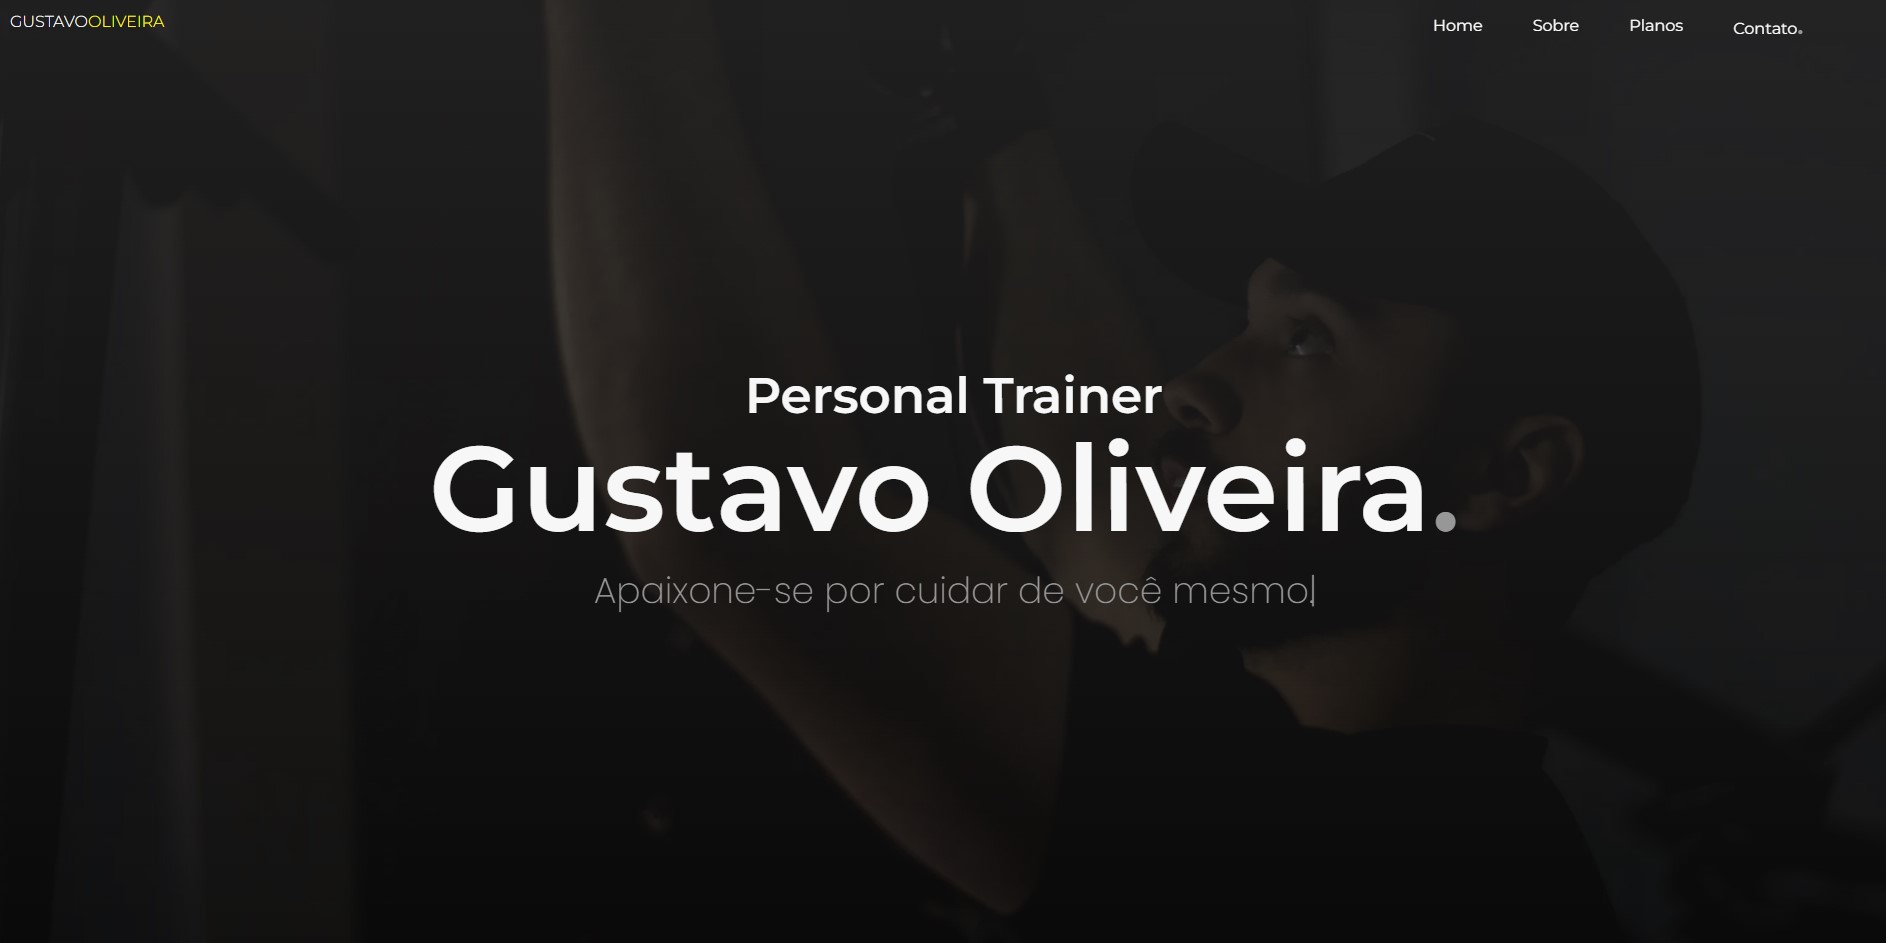 GUSTAVOOLIVEIRA
Home Sobre Planos Contato.
Personal Trainer
Gustavo Oliveira.
Apaixone-se por cuidar de você mesmo.